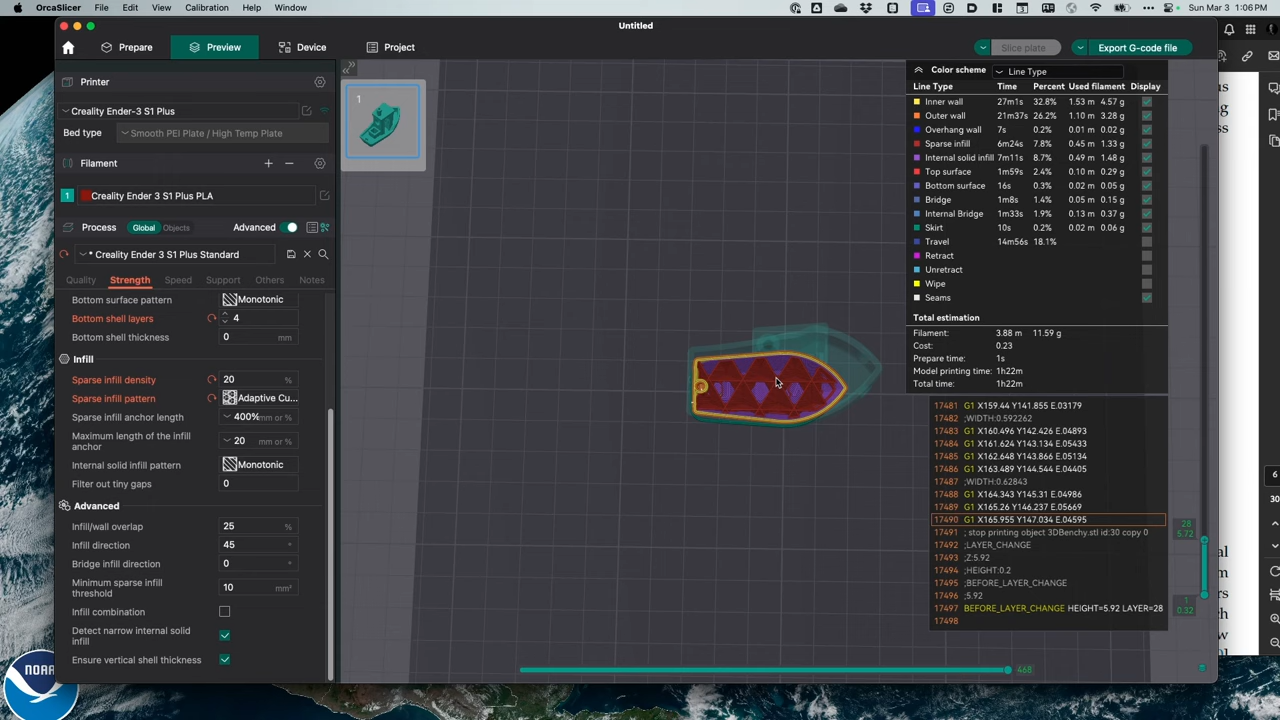 OrcaSlicer File Edit View Calibration Help Window Sun Mar 3 1:06 PM
Untitled
Prepare Preview Device Project Slice plate Export G-code file
Printer
Creality Ender-3 S1 Plus
Bed type Smooth PEI Plate / High Temp Plate
Filament
1 Creality Ender 3 S1 Plus PLA
Process Global Objects Advanced
* Creality Ender 3 S1 Plus Standard
Quality Strength Speed Support Others Notes
Bottom surface pattern Monotonic
Bottom shell layers 4
Bottom shell thickness 0 mm
Infill
Sparse infill density 20 %
Sparse infill pattern Adaptive Cu...
Sparse infill anchor length 400% mm or %
Maximum length of the infill
anchor 20 mm or %
Internal solid infill pattern Monotonic
Filter out tiny gaps 0
Advanced
Infill/wall overlap 25 %
Infill direction 45 °
Bridge infill direction 0 °
Minimum sparse infill
threshold 10 mm²
Infill combination
Detect narrow internal solid
infill
Ensure vertical shell thickness
NOAA
1
Color scheme Line Type
Line Type Time Percent Used filament Display
Inner wall 27m1s 32.8% 1.53 m 4.57 g
Outer wall 21m37s 26.2% 1.10 m 3.28 g
Overhang wall 7s 0.2% 0.01 m 0.02 g
Sparse infill 6m24s 7.8% 0.45 m 1.33 g
Internal solid infill 7m11s 8.7% 0.49 m 1.48 g
Top surface 1m59s 2.4% 0.10 m 0.29 g
Bottom surface 16s 0.3% 0.02 m 0.05 g
Bridge 1m8s 1.4% 0.05 m 0.15 g
Internal Bridge 1m33s 1.9% 0.13 m 0.37 g
Skirt 10s 0.2% 0.02 m 0.06 g
Travel 14m56s 18.1%
Retract
Unretract
Wipe
Seams
Total estimation
Filament: 3.88 m 11.59 g
Cost: 0.23
Prepare time: 1s
Model printing time: 1h22m
Total time: 1h22m
17481 G1 X159.44 Y141.855 E.03179
17482 ;WIDTH:0.592262
17483 G1 X160.496 Y142.426 E.04893
17484 G1 X161.624 Y143.134 E.05433
17485 G1 X162.648 Y143.866 E.05134
17486 G1 X163.489 Y144.544 E.04405
17487 ;WIDTH:0.62843
17488 G1 X164.343 Y145.31 E.04986
17489 G1 X165.26 Y146.237 E.05669
17490 G1 X165.955 Y147.034 E.04595
17491 ; stop printing object 3DBenchy.stl id:30 copy 0
17492 ;LAYER_CHANGE
17493 ;Z:5.92
17494 ;HEIGHT:0.2
17495 ;BEFORE_LAYER_CHANGE
17496 ;5.92
17497 BEFORE_LAYER_CHANGE HEIGHT=5.92 LAYER=28
17498
28
5.72
1
0.32
468